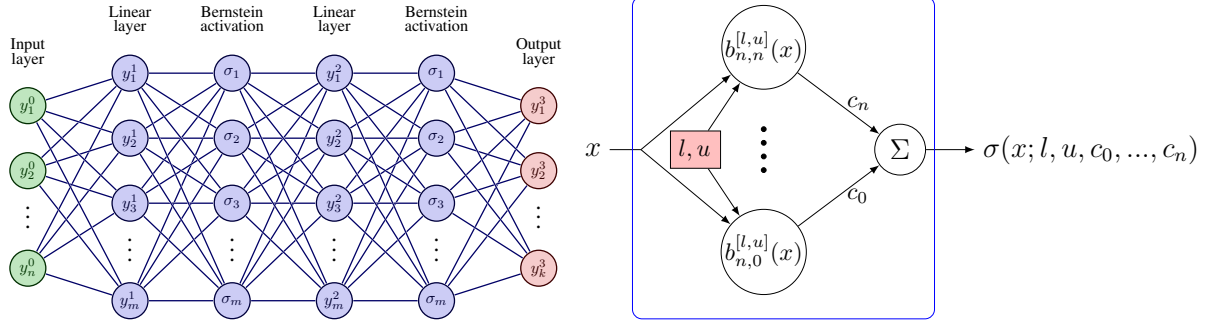 Input
layer
Linear
layer
Bernstein
activation
Linear
layer
Bernstein
activation
Output
layer
y_1^0
y_2^0
⋮
y_n^0
y_1^1
y_2^1
y_3^1
⋮
y_m^1
σ_1
σ_2
σ_3
⋮
σ_m
y_1^2
y_2^2
y_3^2
⋮
y_m^2
σ_1
σ_2
σ_3
⋮
σ_m
y_1^3
y_2^3
⋮
y_k^3
x
l, u
b_{n,n}^{[l,u]}(x)
⋮
b_{n,0}^{[l,u]}(x)
c_n
c_0
Σ
σ(x; l, u, c_0, ..., c_n)